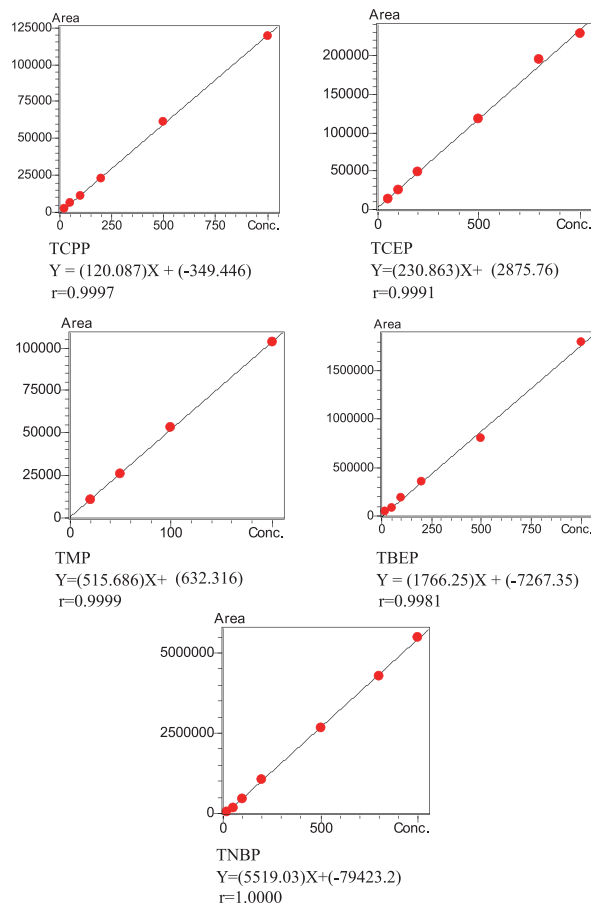 Area
125000
100000
75000
50000
25000
0
0 250 500 750 Conc.
TCPP
Y = (120.087)X + (-349.446)
r=0.9997
Area
200000
150000
100000
50000
0
0 500 Conc.
TCEP
Y=(230.863)X+ (2875.76)
r=0.9991
Area
100000
75000
50000
25000
0
0 100 Conc.
TMP
Y=(515.686)X+ (632.316)
r=0.9999
Area
1500000
1000000
500000
0
0 250 500 750 Conc.
TBEP
Y = (1766.25)X + (-7267.35)
r=0.9981
Area
5000000
2500000
0
0 500 Conc.
TNBP
Y=(5519.03)X+(-79423.2)
r=1.0000